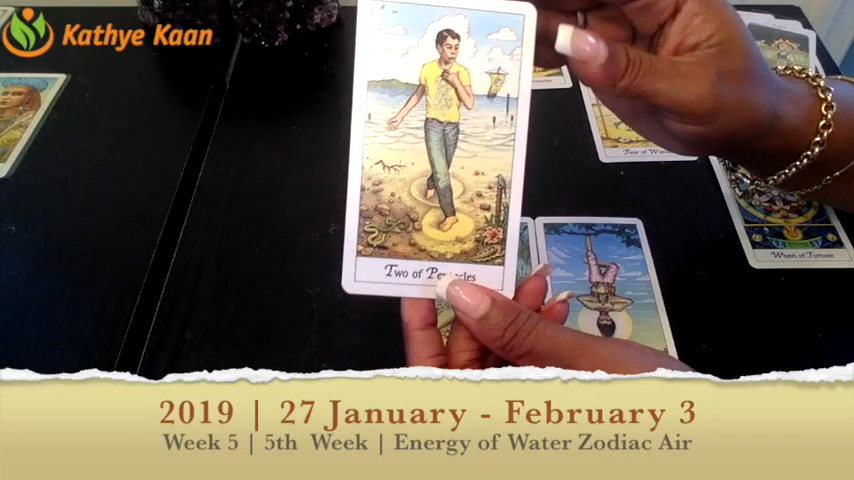 Kathye Kaan
Two of Pentacles
Wheel of Fortune
2019 | 27 January - February 3
Week 5 | 5th Week | Energy of Water Zodiac Air